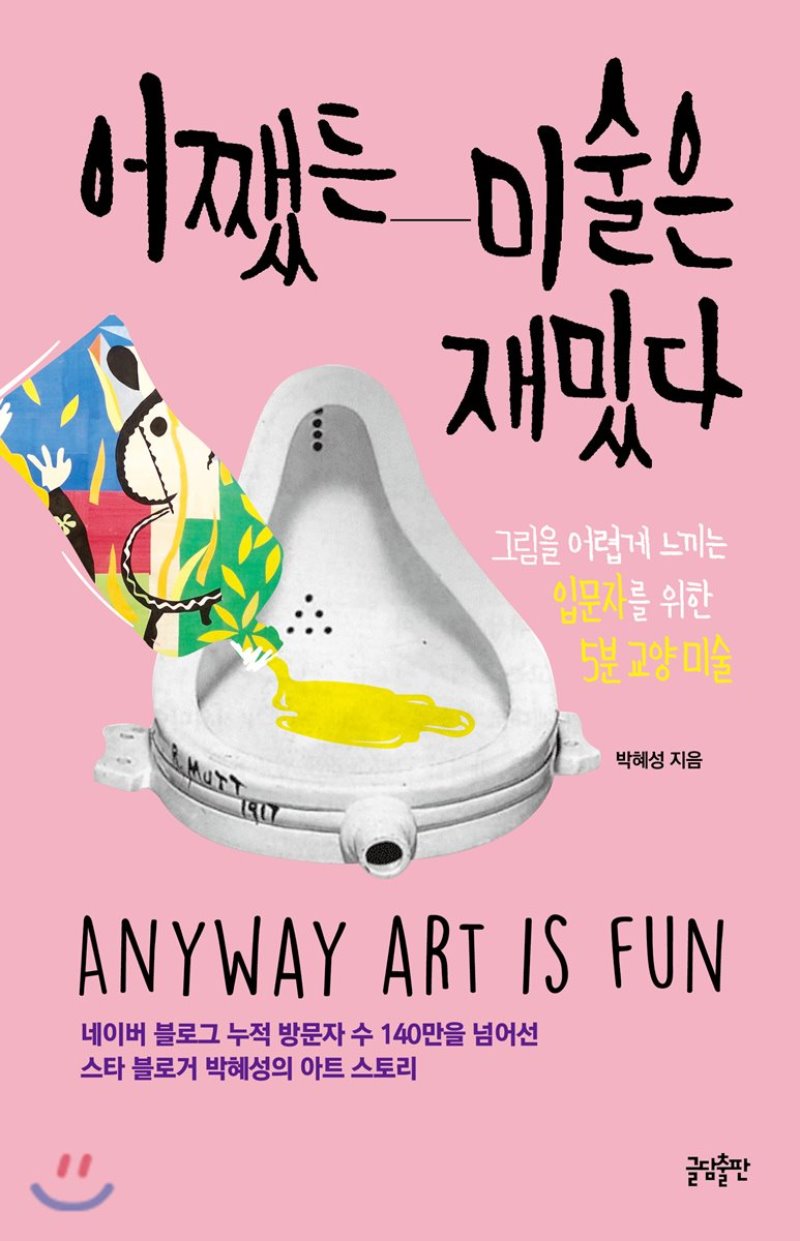 어쨌든 미술은
재밌다
그림을 어렵게 느끼는
입문자를 위한
5분 교양 미술
박혜성 지음
R. MUTT
1917
ANYWAY ART IS FUN
네이버 블로그 누적 방문자 수 140만을 넘어선
스타 블로거 박혜성의 아트 스토리
글담출판